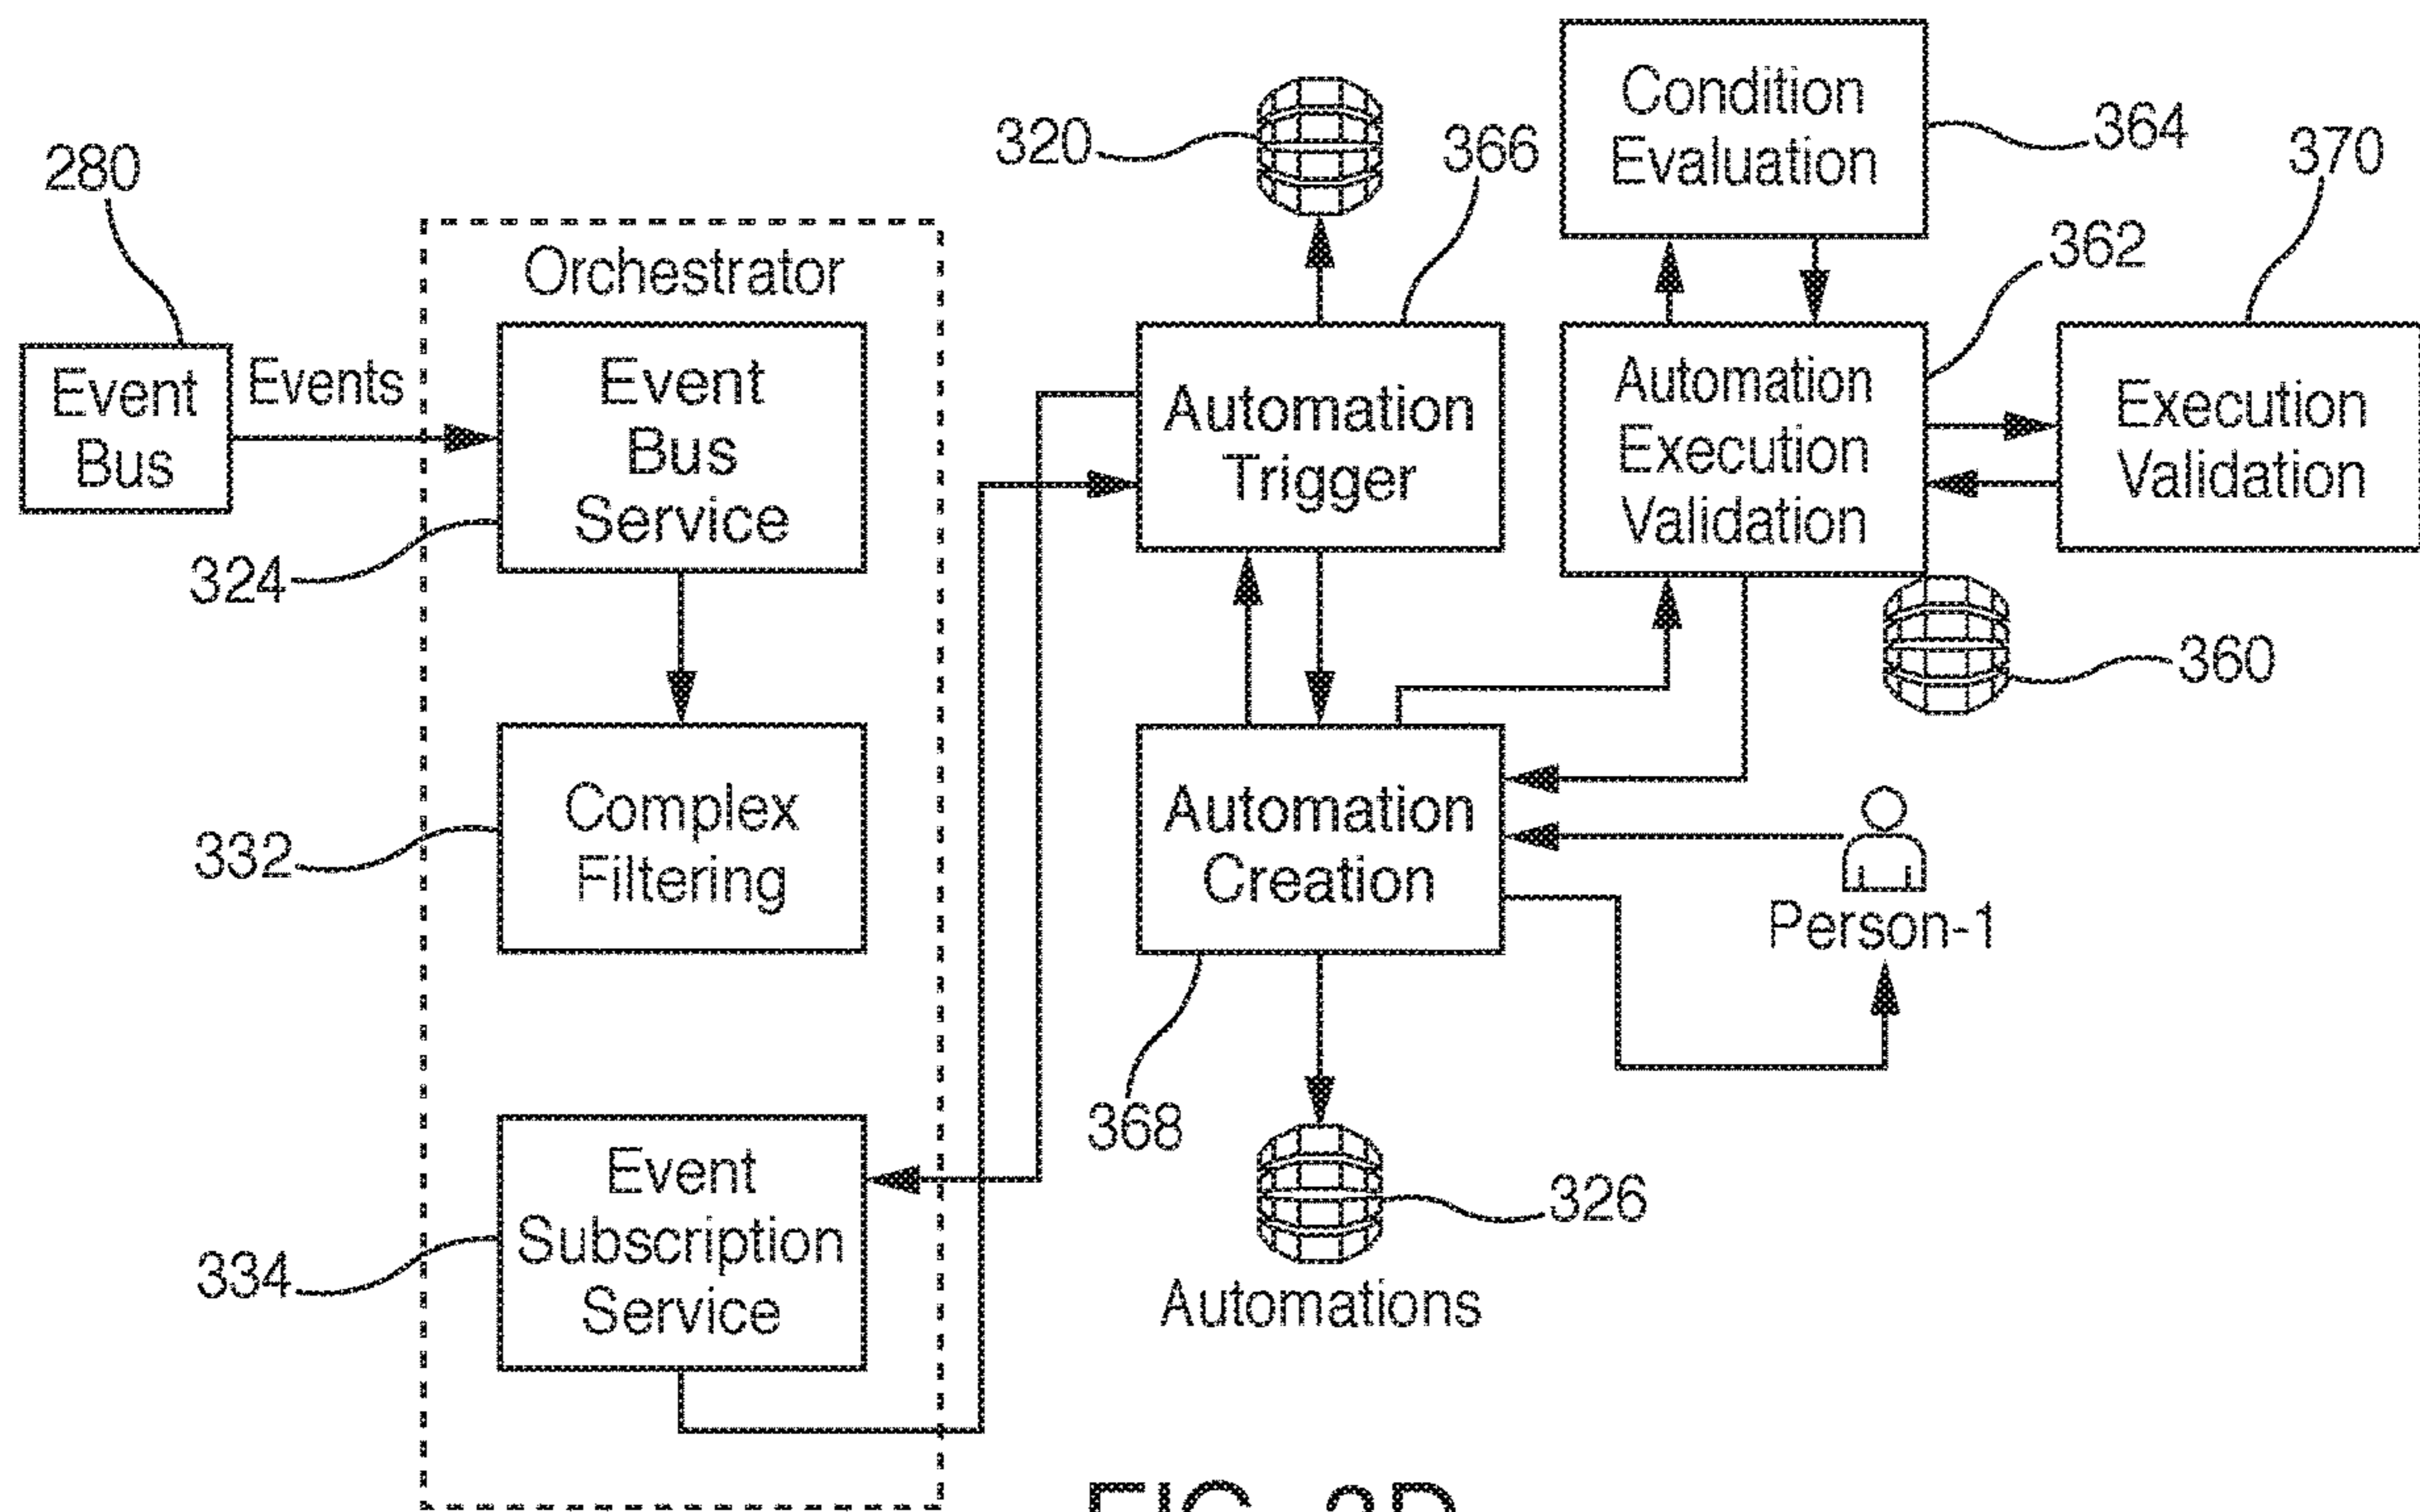 280
Event
Bus
Events
Orchestrator
Event
Bus
Service
324
Complex
Filtering
332
Event
Subscription
Service
334
320
366
Automation
Trigger
Condition
Evaluation
364
370
362
Automation
Execution
Validation
Execution
Validation
360
Automation
Creation
Person-1
368
326
Automations